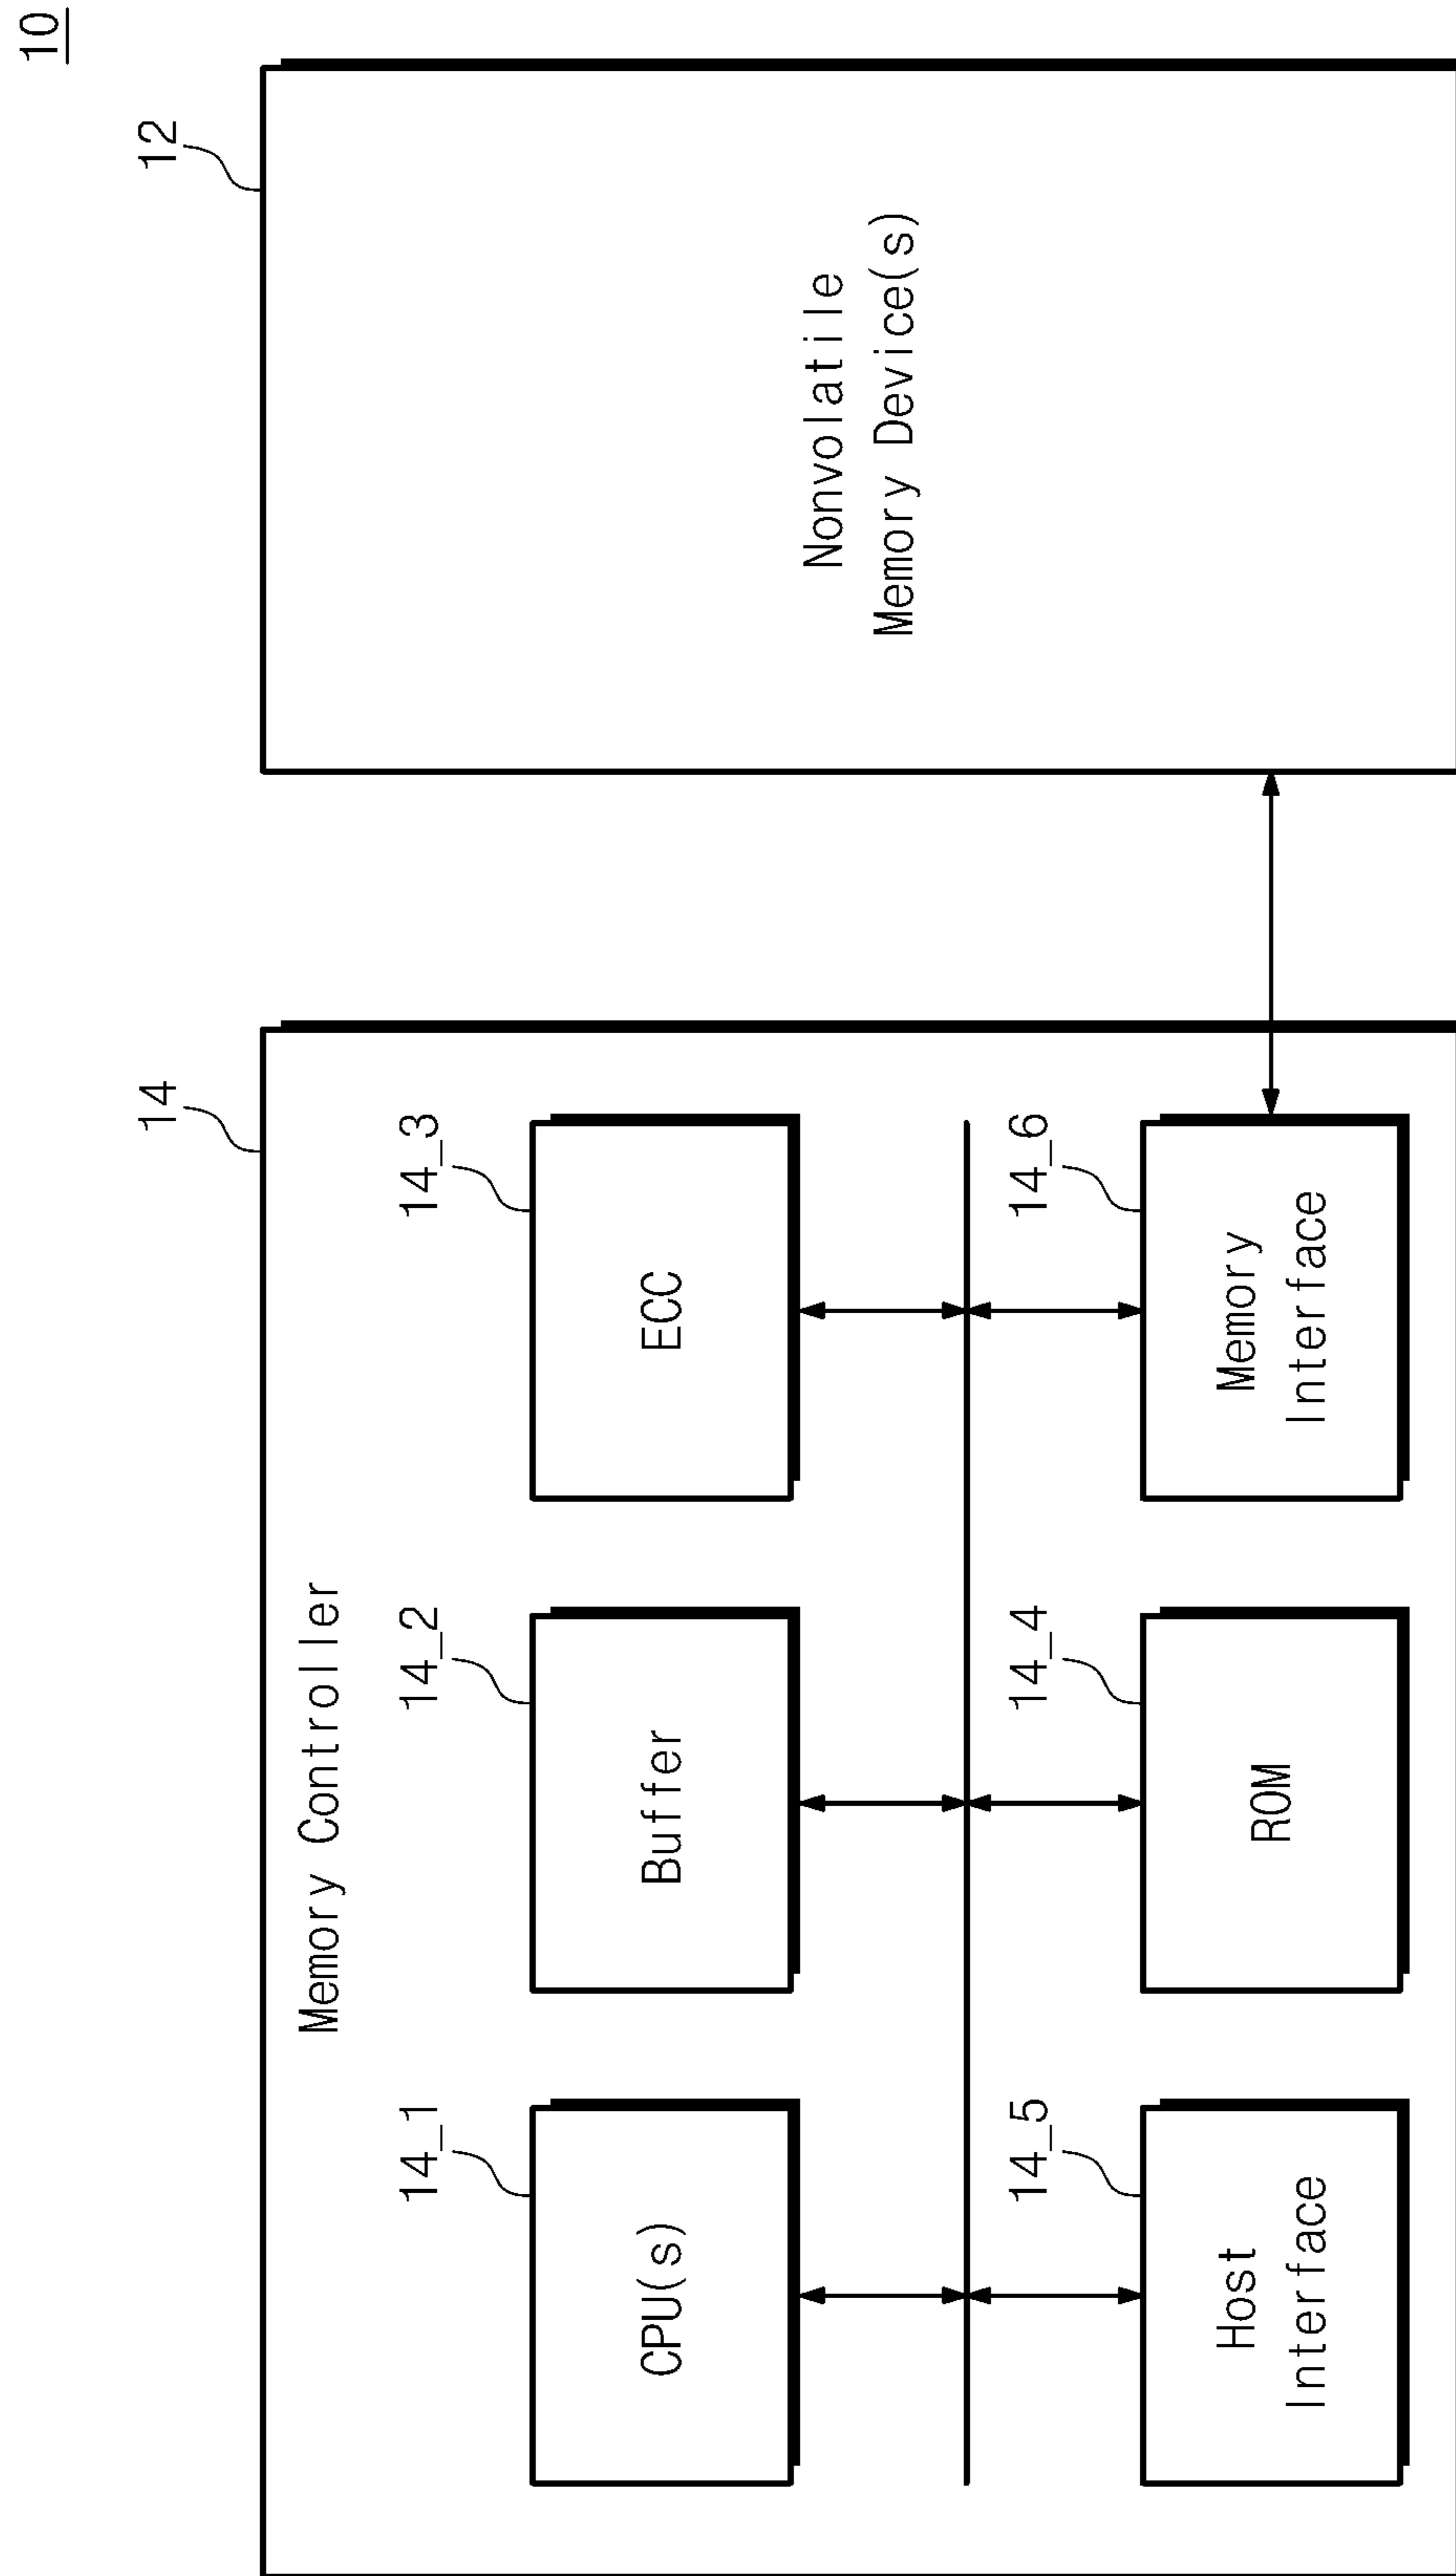 10
14
12
Memory Controller
14_1
14_2
14_3
CPU(s)
Buffer
ECC
Nonvolatile
Memory Device(s)
14_5
14_4
14_6
Host
Interface
ROM
Memory
Interface